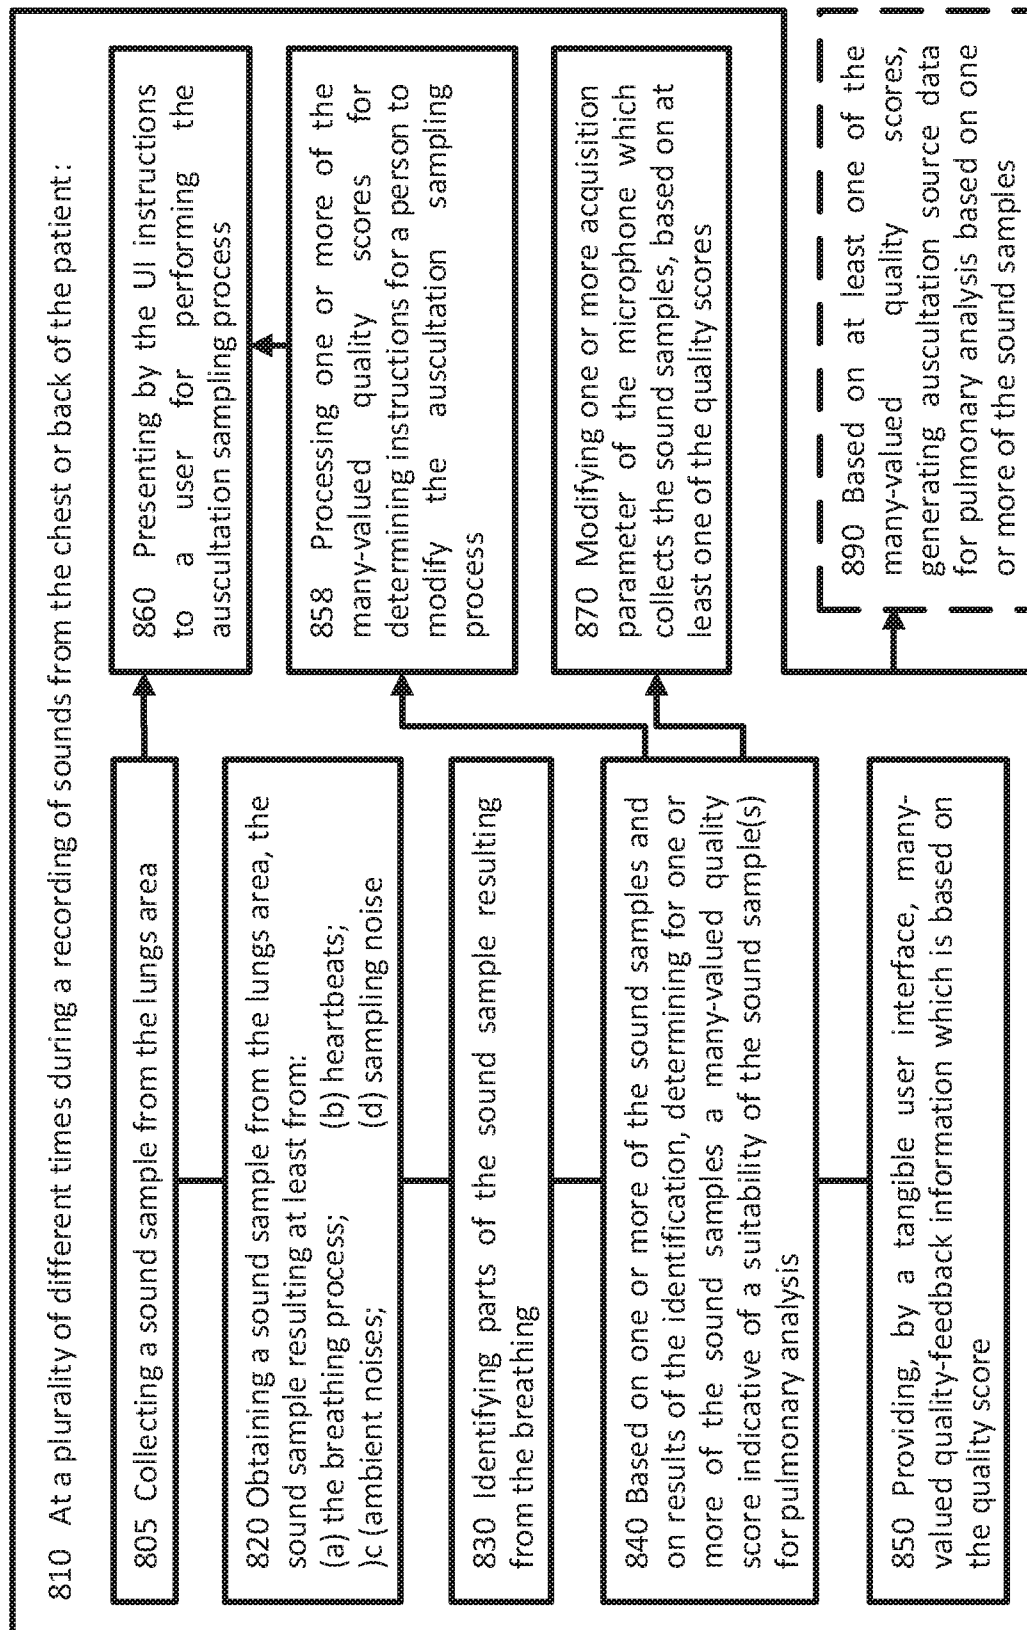 810 At a plurality of different times during a recording of sounds from the chest or back of the patient:
805 Collecting a sound sample from the lungs area
820 Obtaining a sound sample from the lungs area, the
sound sample resulting at least from:
(a) the breathing process; (b) heartbeats;
)c (ambient noises; (d) sampling noise
830 Identifying parts of the sound sample resulting
from the breathing
840 Based on one or more of the sound samples and
on results of the identification, determining for one or
more of the sound samples a many-valued quality
score indicative of a suitability of the sound sample(s)
for pulmonary analysis
850 Providing, by a tangible user interface, many-
valued quality-feedback information which is based on
the quality score
860 Presenting by the UI instructions
to a user for performing the
auscultation sampling process
858 Processing one or more of the
many-valued quality scores for
determining instructions for a person to
modify the auscultation sampling
process
870 Modifying one or more acquisition
parameter of the microphone which
collects the sound samples, based on at
least one of the quality scores
890 Based on at least one of the
many-valued quality scores,
generating auscultation source data
for pulmonary analysis based on one
or more of the sound samples